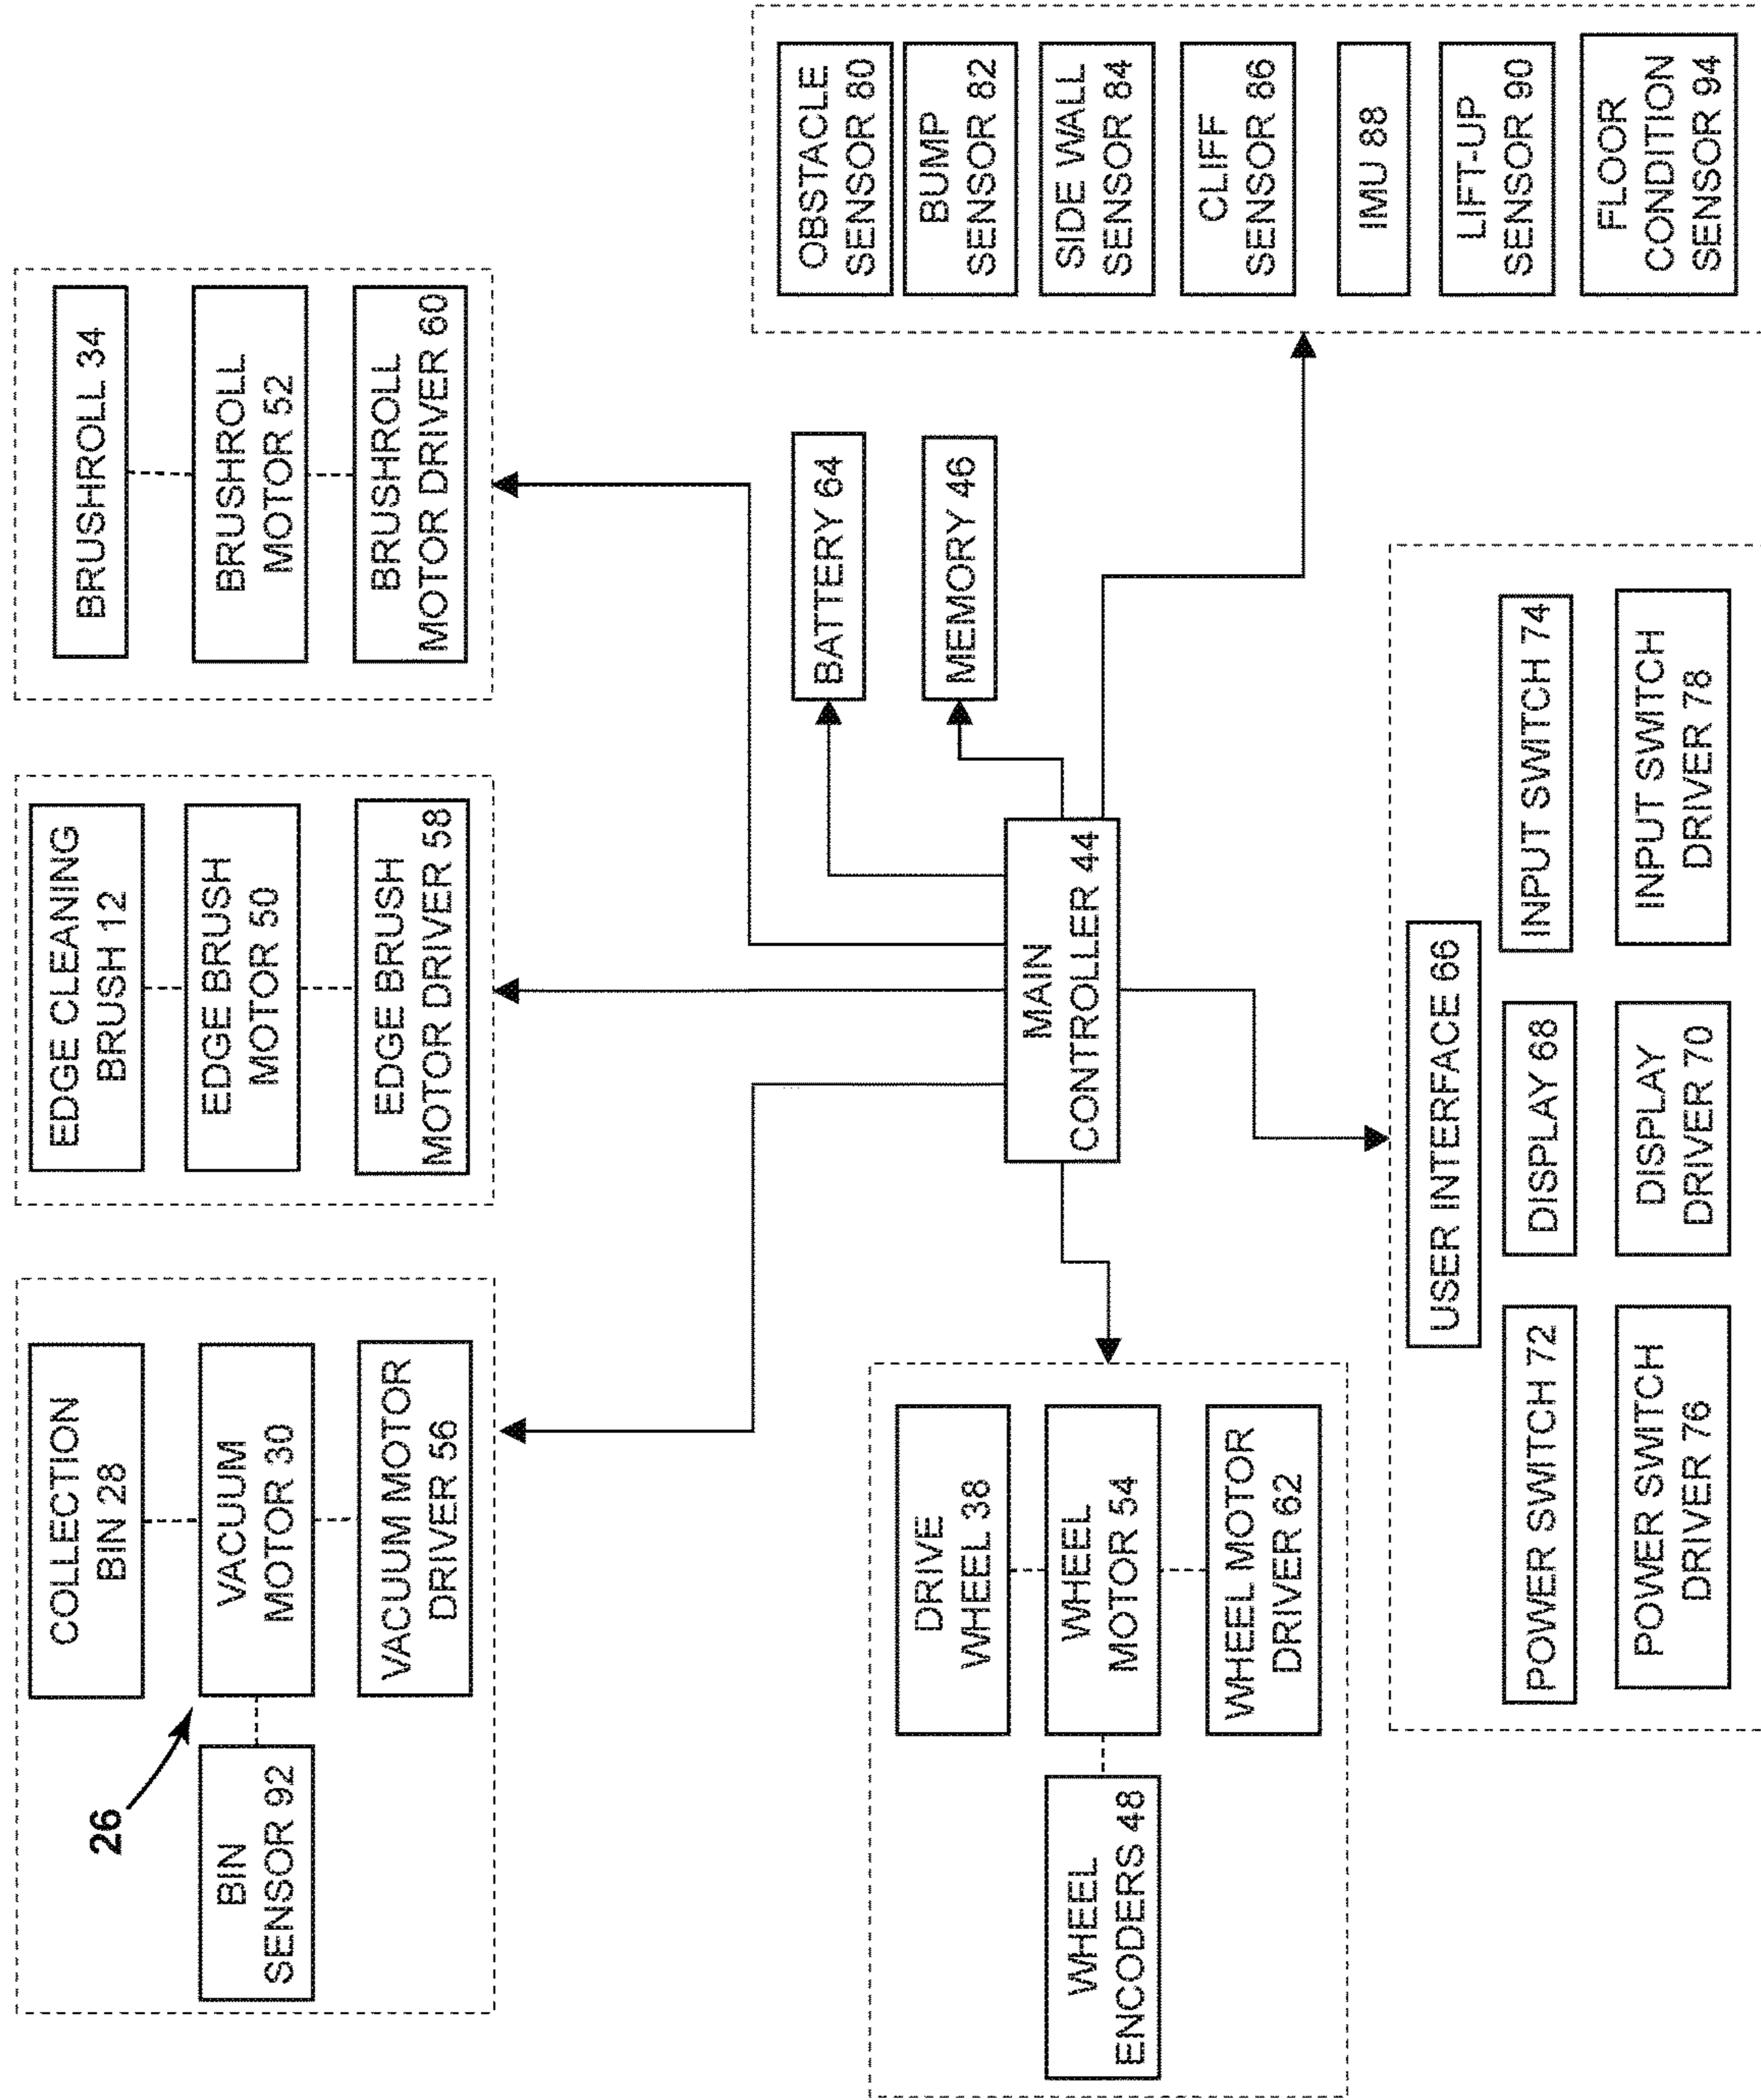 26
COLLECTION
BIN 28
BIN
SENSOR 92
VACUUM
MOTOR 30
VACUUM MOTOR
DRIVER 56
EDGE CLEANING
BRUSH 12
EDGE BRUSH
MOTOR 50
EDGE BRUSH
MOTOR DRIVER 58
BRUSHROLL 34
BRUSHROLL
MOTOR 52
BRUSHROLL
MOTOR DRIVER 60
BATTERY 64
MEMORY 46
MAIN
CONTROLLER 44
DRIVE
WHEEL 38
WHEEL
ENCODERS 48
WHEEL
MOTOR 54
WHEEL MOTOR
DRIVER 62
USER INTERFACE 66
POWER SWITCH 72
DISPLAY 68
INPUT SWITCH 74
POWER SWITCH
DRIVER 76
DISPLAY
DRIVER 70
INPUT SWITCH
DRIVER 78
OBSTACLE
SENSOR 80
BUMP
SENSOR 82
SIDE WALL
SENSOR 84
CLIFF
SENSOR 86
IMU 88
LIFT-UP
SENSOR 90
FLOOR
CONDITION
SENSOR 94